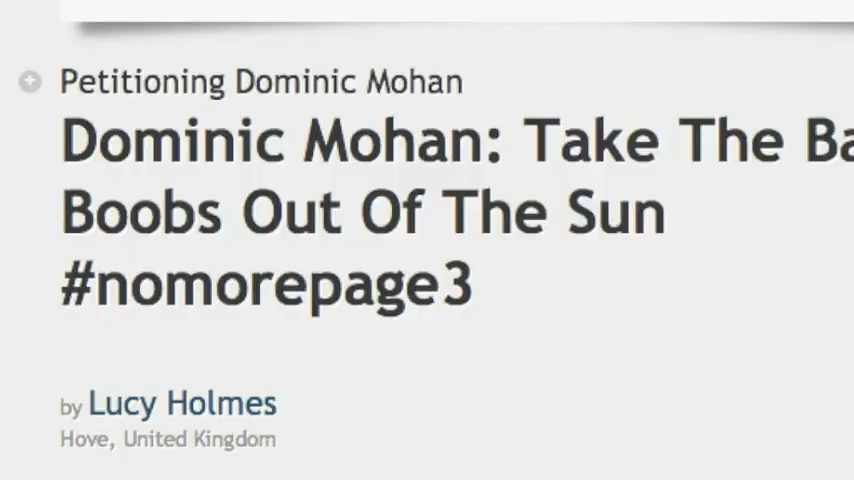 Petitioning Dominic Mohan
Dominic Mohan: Take The
Boobs Out Of The Sun
#nomorepage3
by Lucy Holmes
Hove, United Kingdom